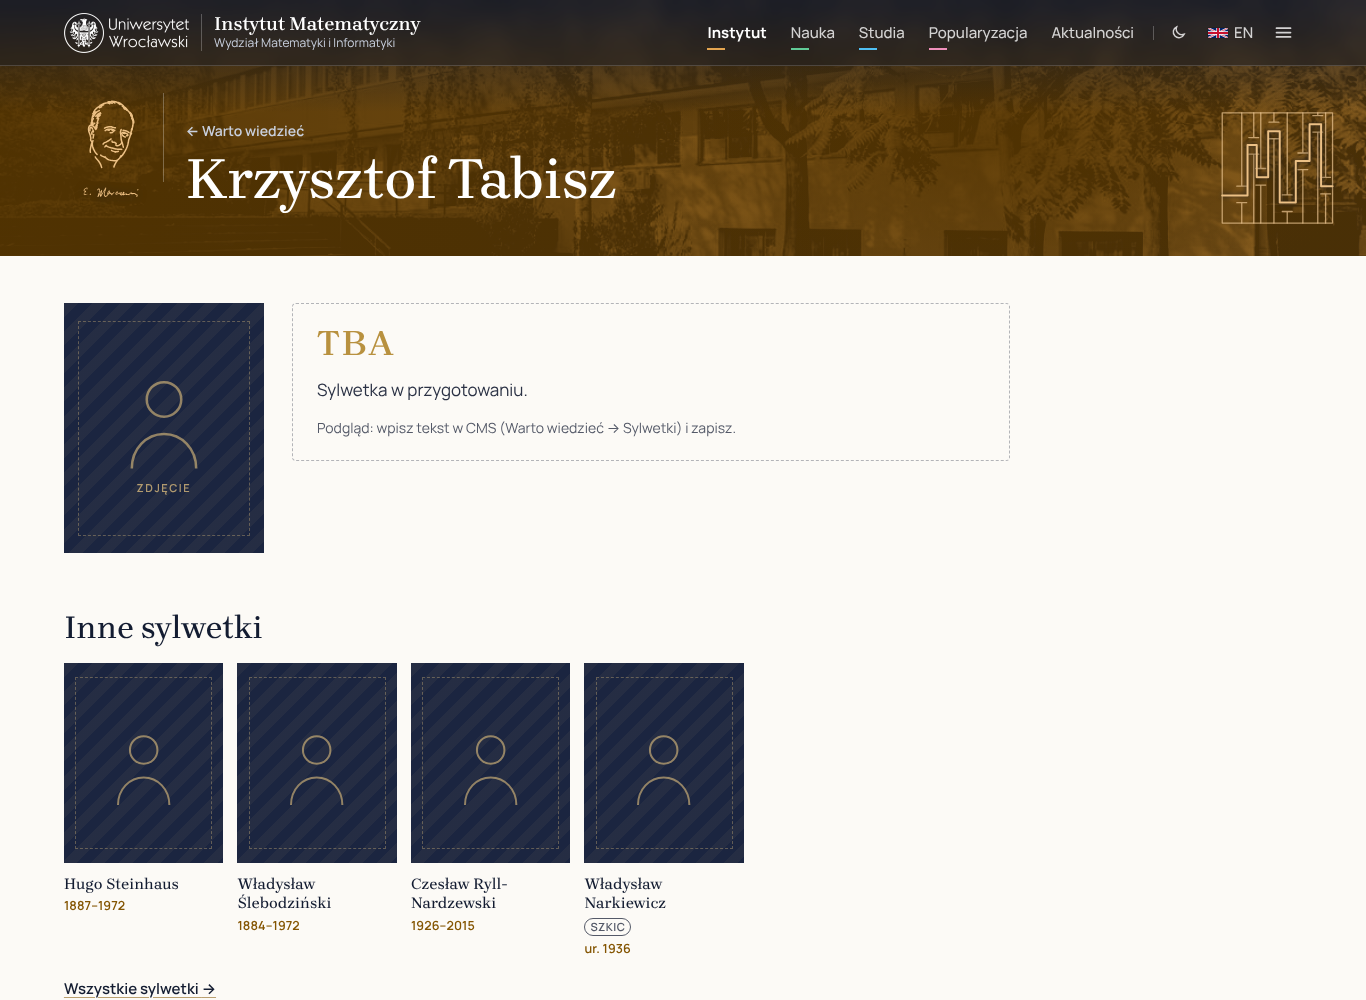 Uniwersytet
Wrocławski
Instytut Matematyczny
Wydział Matematyki i Informatyki
Instytut
Nauka
Studia
Popularyzacja
Aktualności
EN
← Warto wiedzieć
Krzysztof Tabisz
ZDJĘCIE
TBA
Sylwetka w przygotowaniu.
Podgląd: wpisz tekst w CMS (Warto wiedzieć → Sylwetki) i zapisz.
Inne sylwetki
Hugo Steinhaus
1887–1972
Władysław
Ślebodziński
1884–1972
Czesław Ryll-
Nardzewski
1926–2015
Władysław
Narkiewicz
SZKIC
ur. 1936
Wszystkie sylwetki →